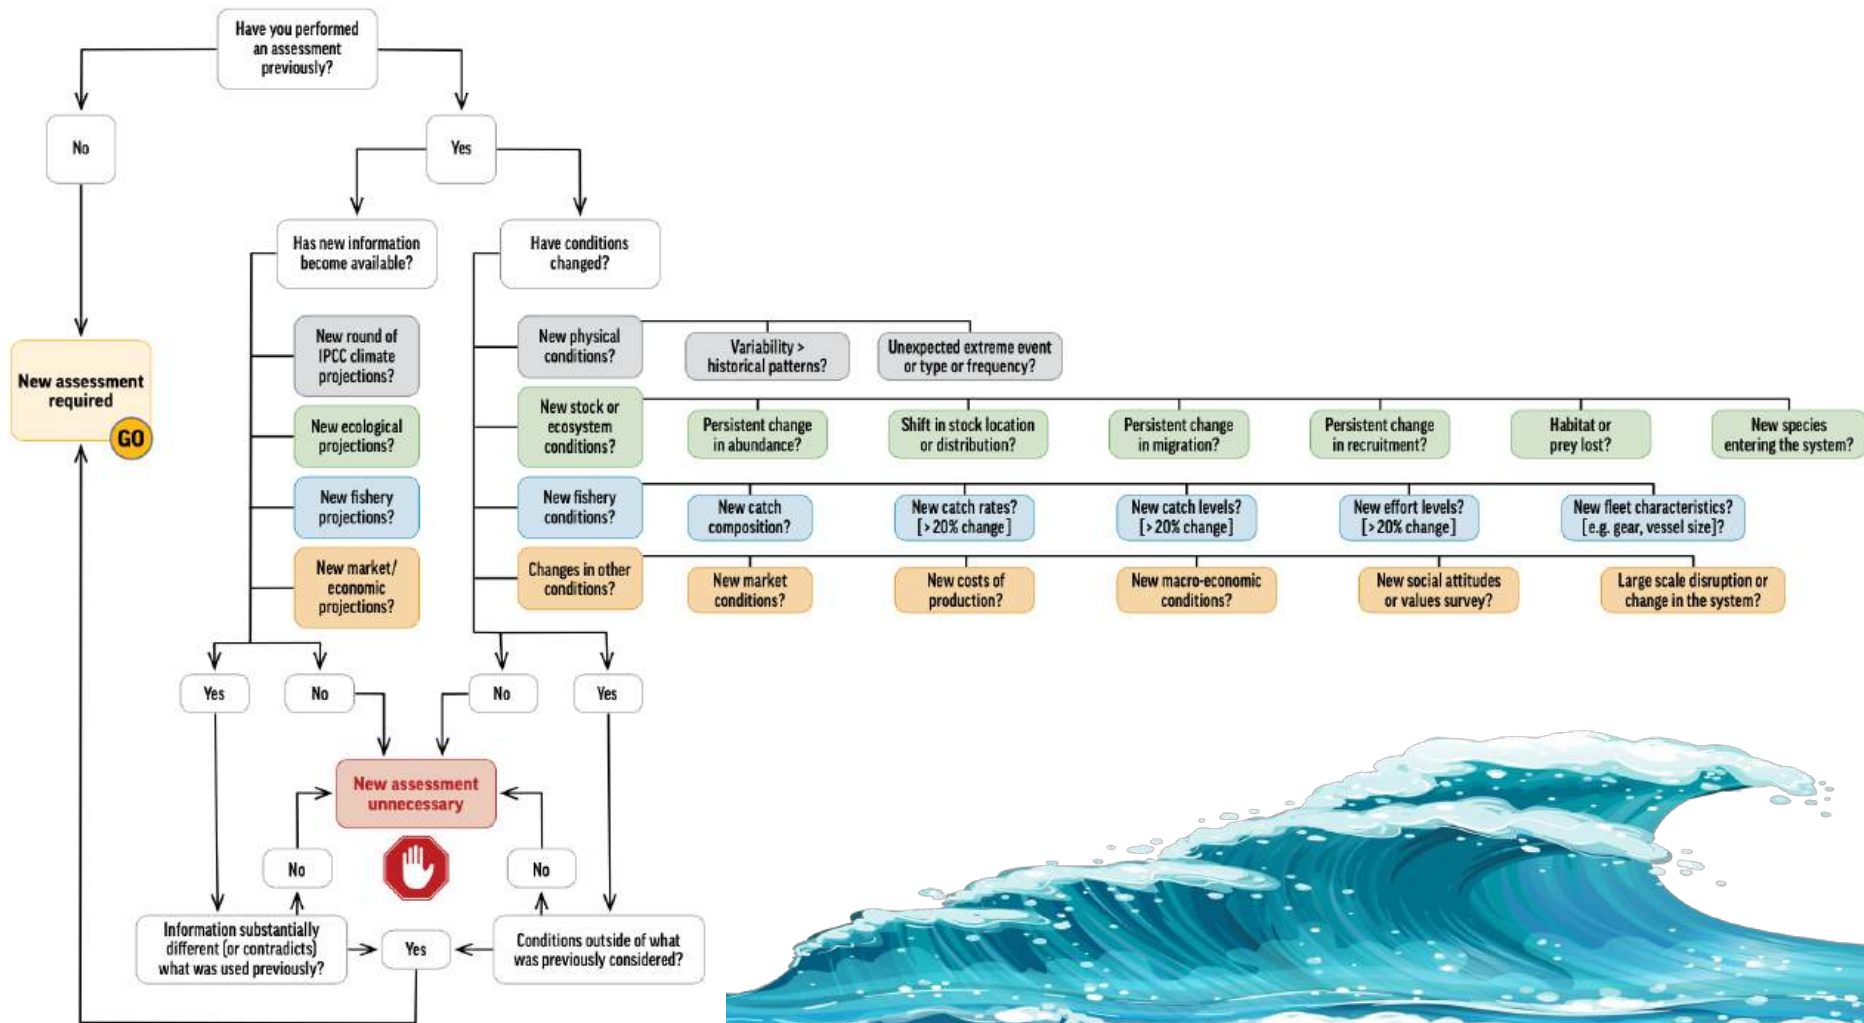 Have you performed
an assessment
previously?
No
Yes
Has new information
become available?
Have conditions
changed?
New round of
IPCC climate
projections?
New physical
conditions?
Variability >
historical patterns?
Unexpected extreme event
or type or frequency?
New assessment
required
GO
New ecological
projections?
New stock or
ecosystem
conditions?
Persistent change
in abundance?
Shift in stock location
or distribution?
Persistent change
in migration?
Persistent change
in recruitment?
Habitat or
prey lost?
New species
entering the system?
New fishery
projections?
New fishery
conditions?
New catch
composition?
New catch rates?
[>20% change]
New catch levels?
[>20% change]
New effort levels?
[>20% change]
New fleet characteristics?
[e.g. gear, vessel size]?
New market/
economic
projections?
Changes in other
conditions?
New market
conditions?
New costs of
production?
New macro-economic
conditions?
New social attitudes
or values survey?
Large scale disruption or
change in the system?
Yes
No
No
Yes
New assessment
unnecessary
No
No
Information substantially
different (or contradicts)
what was used previously?
Yes
Conditions outside of what
was previously considered?